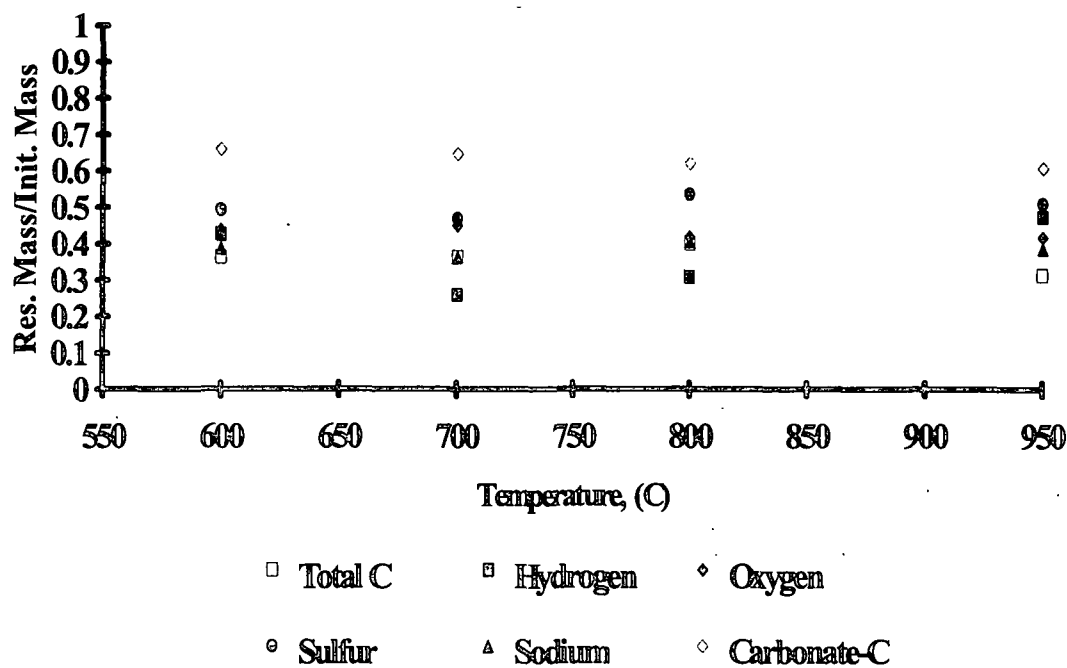 Res. Mass/Init. Mass
1
0.9
0.8
0.7
0.6
0.5
0.4
0.3
0.2
0.1
0
550 600 650 700 750 800 850 900 950
Temperature, (C)
Total C Hydrogen Oxygen
Sulfur Sodium Carbonate-C